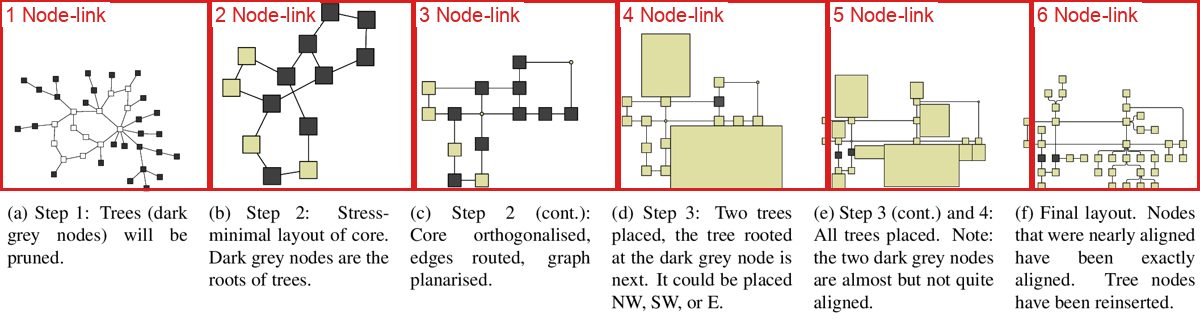 1 Node-link
2 Node-link
3 Node-link
4 Node-link
5 Node-link
6 Node-link
(a) Step 1: Trees (dark
grey nodes) will be
pruned.
(b) Step 2: Stress-
minimal layout of core.
Dark grey nodes are the
roots of trees.
(c) Step 2 (cont.):
Core orthogonalised,
edges routed, graph
planarised.
(d) Step 3: Two trees
placed, the tree rooted
at the dark grey node is
next. It could be placed
NW, SW, or E.
(e) Step 3 (cont.) and 4:
All trees placed. Note:
the two dark grey nodes
are almost but not quite
aligned.
(f) Final layout. Nodes
that were nearly aligned
have been exactly
aligned. Tree nodes
have been reinserted.